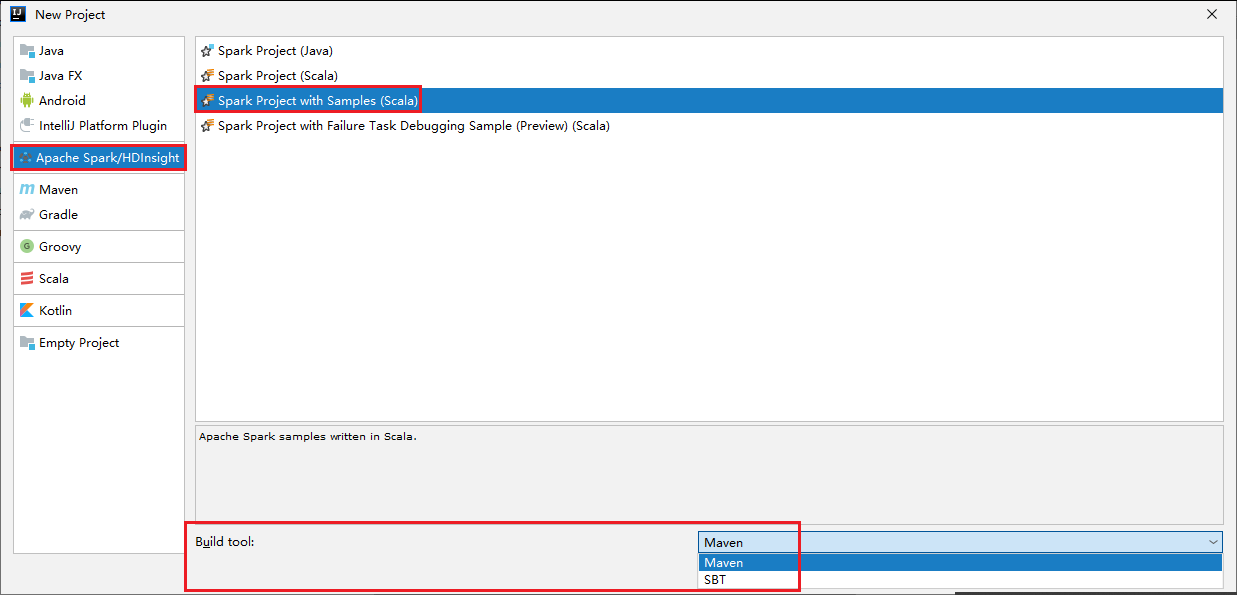 New Project
Java
Java FX
Android
IntelliJ Platform Plugin
Apache Spark/HDInsight
Maven
Gradle
Groovy
Scala
Kotlin
Empty Project
Spark Project (Java)
Spark Project (Scala)
Spark Project with Samples (Scala)
Spark Project with Failure Task Debugging Sample (Preview) (Scala)
Apache Spark samples written in Scala.
Build tool:
Maven
Maven
SBT